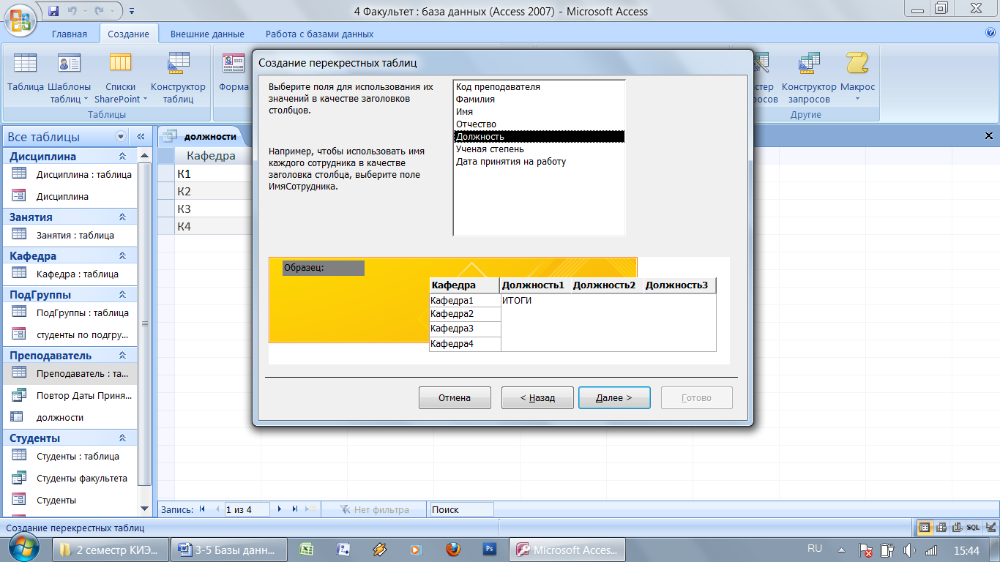 4 Факультет : база данных (Access 2007) - Microsoft Access
Главная
Создание
Внешние данные
Работа с базами данных
Таблица
Шаблоны
таблиц
Списки
SharePoint
Конструктор
таблиц
Форма
Конструктор
запросов
Макрос
Таблицы
Другие
Все таблицы
Дисциплина
Дисциплина : таблица
Дисциплина
Занятия
Занятия : таблица
Кафедра
Кафедра : таблица
ПодГруппы
ПодГруппы : таблица
студенты по подгру...
Преподаватель
Преподаватель : та...
Повтор Даты Приня...
должности
Студенты
Студенты : таблица
Студенты факультета
Студенты
должности
Кафедра
К1
К2
К3
К4
Создание перекрестных таблиц
Выберите поля для использования их
значений в качестве заголовков
столбцов.
Например, чтобы использовать имя
каждого сотрудника в качестве
заголовка столбца, выберите поле
ИмяСотрудника.
Код преподавателя
Фамилия
Имя
Отчество
Должность
Ученая степень
Дата принятия на работу
Образец:
Кафедра Должность1 Должность2 Должность3
Кафедра1 ИТОГИ
Кафедра2
Кафедра3
Кафедра4
Отмена
< Назад
Далее >
Готово
Запись: 1 из 4 Нет фильтра Поиск
Создание перекрестных таблиц
SQL
2 семестр КИЭ...
3-5 Базы данн...
Ps
Microsoft Access...
RU
15:44